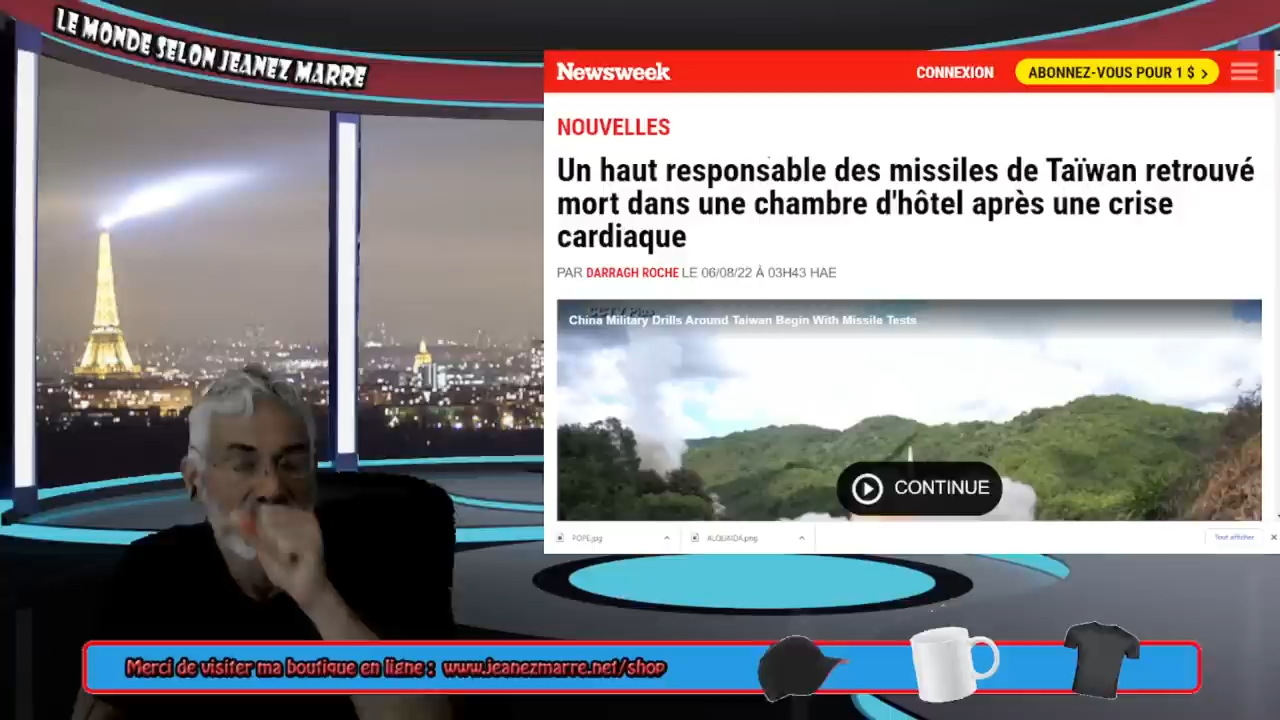 LE MONDE SELON JEANEZ MARRE
Newsweek
CONNEXION
ABONNEZ-VOUS POUR 1 $ >
NOUVELLES
Un haut responsable des missiles de Taïwan retrouvé
mort dans une chambre d'hôtel après une crise
cardiaque
PAR DARRAGH ROCHE LE 06/08/22 À 03H43 HAE
China Military Drills Around Taiwan Begin With Missile Tests
CONTINUE
POPE.jpg
ALQUAIDA.png
Tout afficher
Merci de visiter ma boutique en ligne : www.jeanezmarre.net/shop